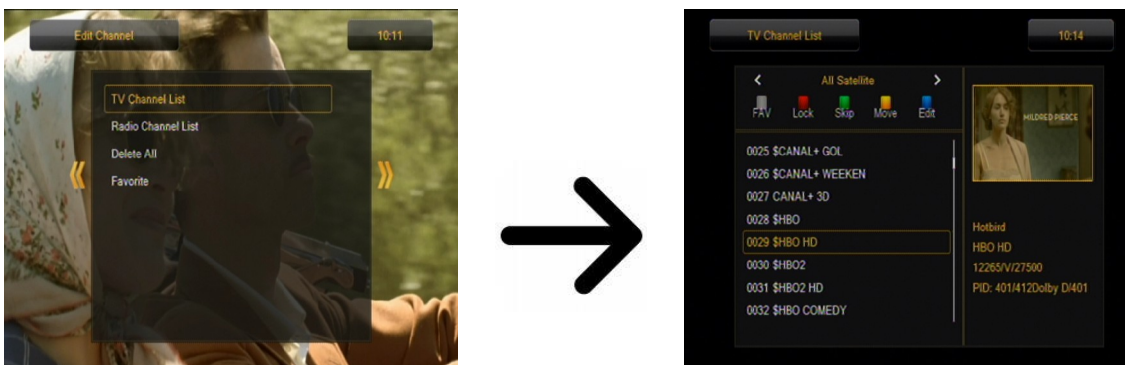 Edit Channel
10:11
TV Channel List
Radio Channel List
Delete All
Favorite
TV Channel List
10:14
All Satellite
FAV Lock Skip Move Edit
0025 $CANAL+ GOL
0026 $CANAL+ WEEKEN
0027 CANAL+ 3D
0028 $HBO
0029 $HBO HD
0030 $HBO2
0031 $HBO2 HD
0032 $HBO COMEDY
MILDRED PIERCE
Hotbird
HBO HD
12265/V/27500
PID: 401/412Dolby D/401